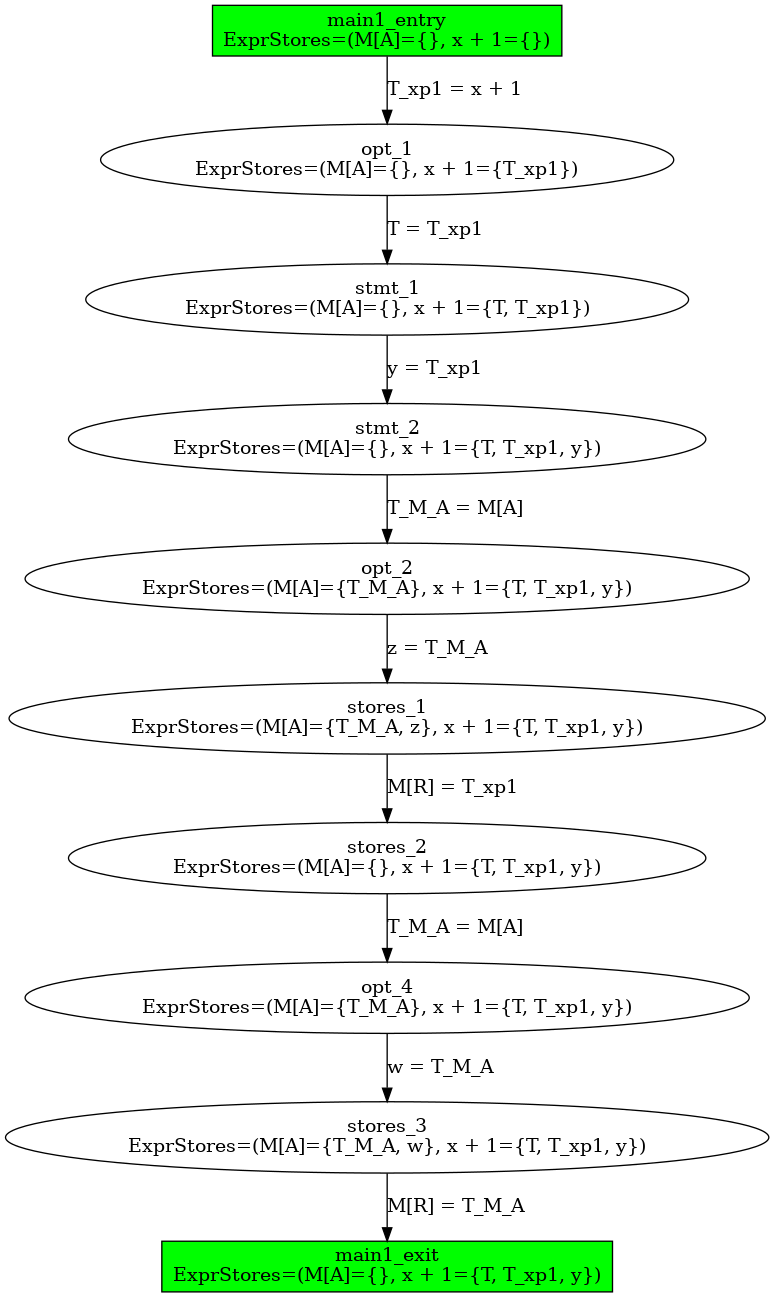 main1_entry
ExprStores=(M[A]={}, x + 1={})
T_xp1 = x + 1
opt_1
ExprStores=(M[A]={}, x + 1={T_xp1})
T = T_xp1
stmt_1
ExprStores=(M[A]={}, x + 1={T, T_xp1})
y = T_xp1
stmt_2
ExprStores=(M[A]={}, x + 1={T, T_xp1, y})
T_M_A = M[A]
opt_2
ExprStores=(M[A]={T_M_A}, x + 1={T, T_xp1, y})
z = T_M_A
stores_1
ExprStores=(M[A]={T_M_A, z}, x + 1={T, T_xp1, y})
M[R] = T_xp1
stores_2
ExprStores=(M[A]={}, x + 1={T, T_xp1, y})
T_M_A = M[A]
opt_4
ExprStores=(M[A]={T_M_A}, x + 1={T, T_xp1, y})
w = T_M_A
stores_3
ExprStores=(M[A]={T_M_A, w}, x + 1={T, T_xp1, y})
M[R] = T_M_A
main1_exit
ExprStores=(M[A]={}, x + 1={T, T_xp1, y})